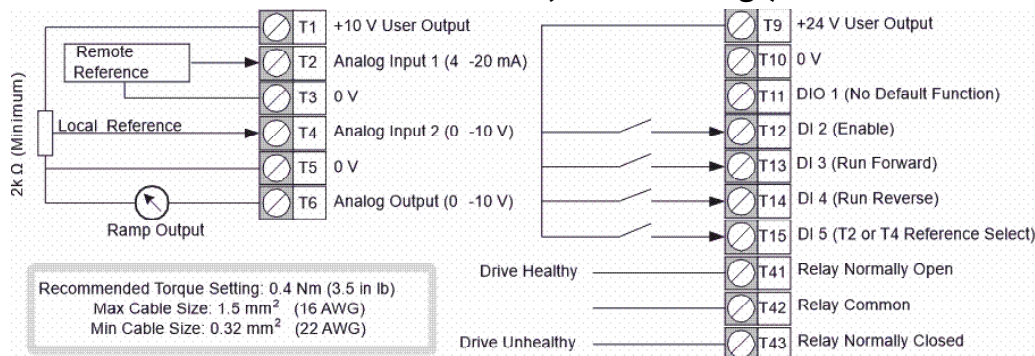 T1 +10 V User Output
Remote
Reference
T2 Analog Input 1 (4 -20 mA)
T3 0 V
2k Ω (Minimum)
Local Reference
T4 Analog Input 2 (0 -10 V)
T5 0 V
T6 Analog Output (0 -10 V)
Ramp Output
Recommended Torque Setting: 0.4 Nm (3.5 in lb)
Max Cable Size: 1.5 mm² (16 AWG)
Min Cable Size: 0.32 mm² (22 AWG)
T9 +24 V User Output
T10 0 V
T11 DIO 1 (No Default Function)
T12 DI 2 (Enable)
T13 DI 3 (Run Forward)
T14 DI 4 (Run Reverse)
T15 DI 5 (T2 or T4 Reference Select)
Drive Healthy T41 Relay Normally Open
T42 Relay Common
Drive Unhealthy T43 Relay Normally Closed